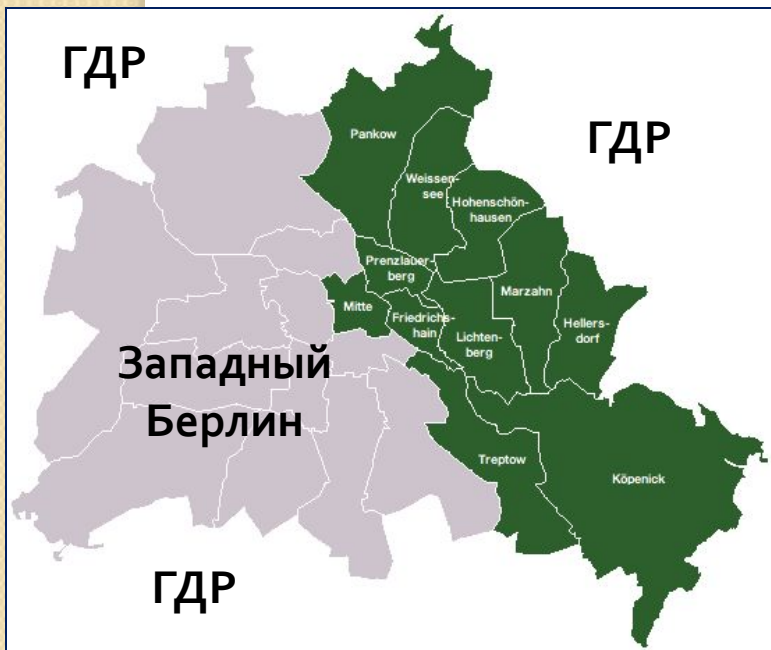 ГДР
ГДР
Pankow
Weissen-
see
Hohenschön-
hausen
Prenzlauer-
berg
Mitte
Friedrichs-
hain
Lichten-
berg
Marzahn
Hellers-
dorf
Западный
Берлин
Treptow
Köpenick
ГДР